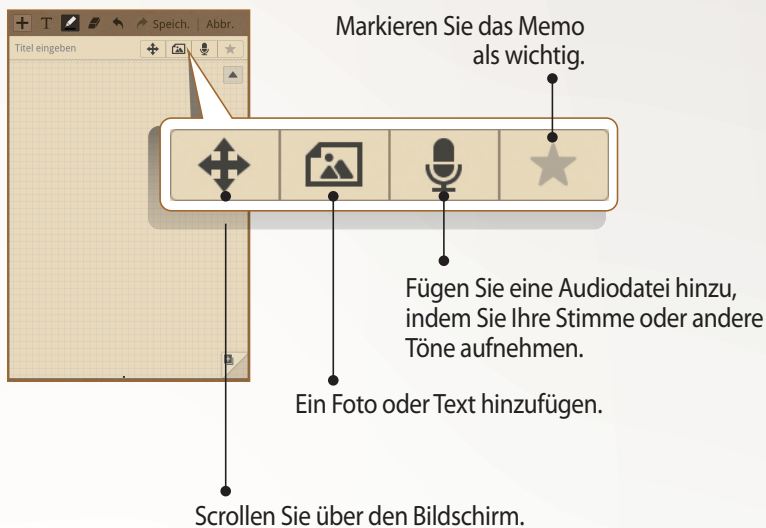 Markieren Sie das Memo
als wichtig.
T Speich. | Abbr.
Titel eingeben
Fügen Sie eine Audiodatei hinzu,
indem Sie Ihre Stimme oder andere
Töne aufnehmen.
Ein Foto oder Text hinzufügen.
Scrollen Sie über den Bildschirm.